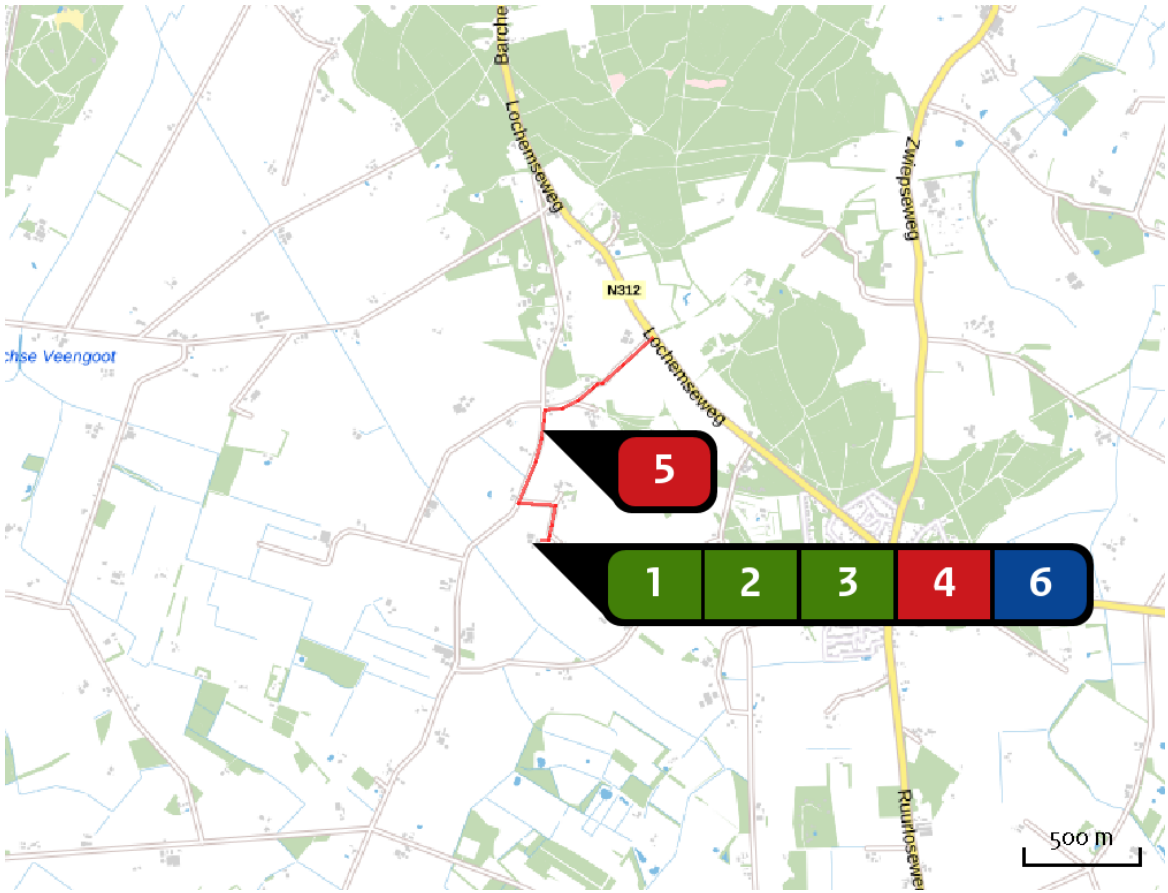 Barche
Lochemseweg
Zwiepseweg
N312
Lochemseweg
chse Veengoot
5
1 2 3 4 6
Ruurloseweg
500 m